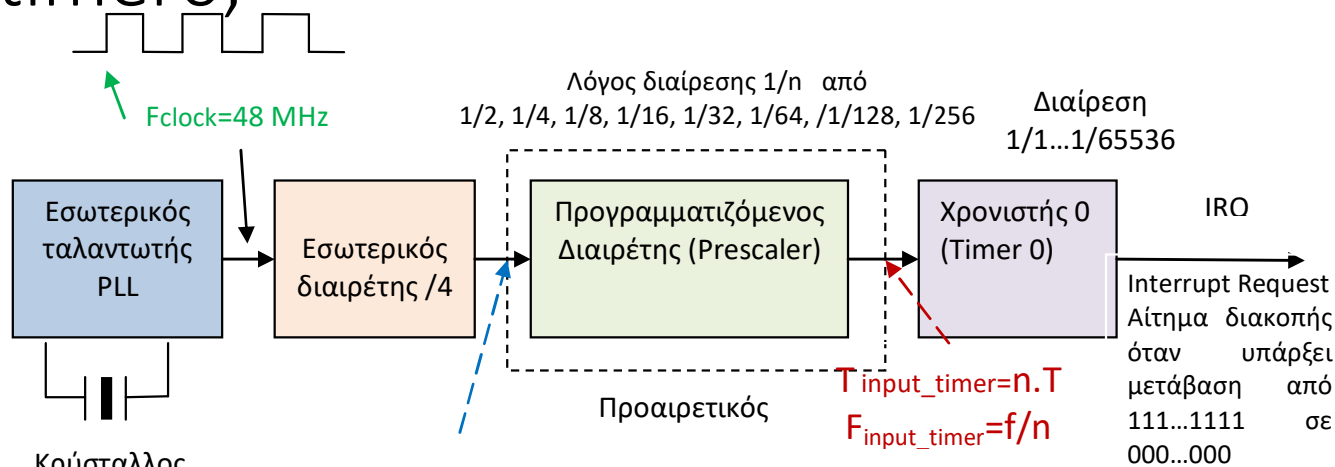 timer0,
Fclock=48 MHz
Λόγος διαίρεσης 1/n από
1/2, 1/4, 1/8, 1/16, 1/32, 1/64, /1/128, 1/256
Διαίρεση
1/1...1/65536
Εσωτερικός
ταλαντωτής
PLL
Εσωτερικός
διαιρέτης /4
Προγραμματιζόμενος
Διαιρέτης (Prescaler)
Χρονιστής 0
(Timer 0)
IRQ
Interrupt Request
Αίτημα διακοπής
όταν υπάρξει
μετάβαση από
111...1111 σε
000...000
Προαιρετικός
T input_timer=n.T
Finput_timer=f/n
Κρύσταλλος